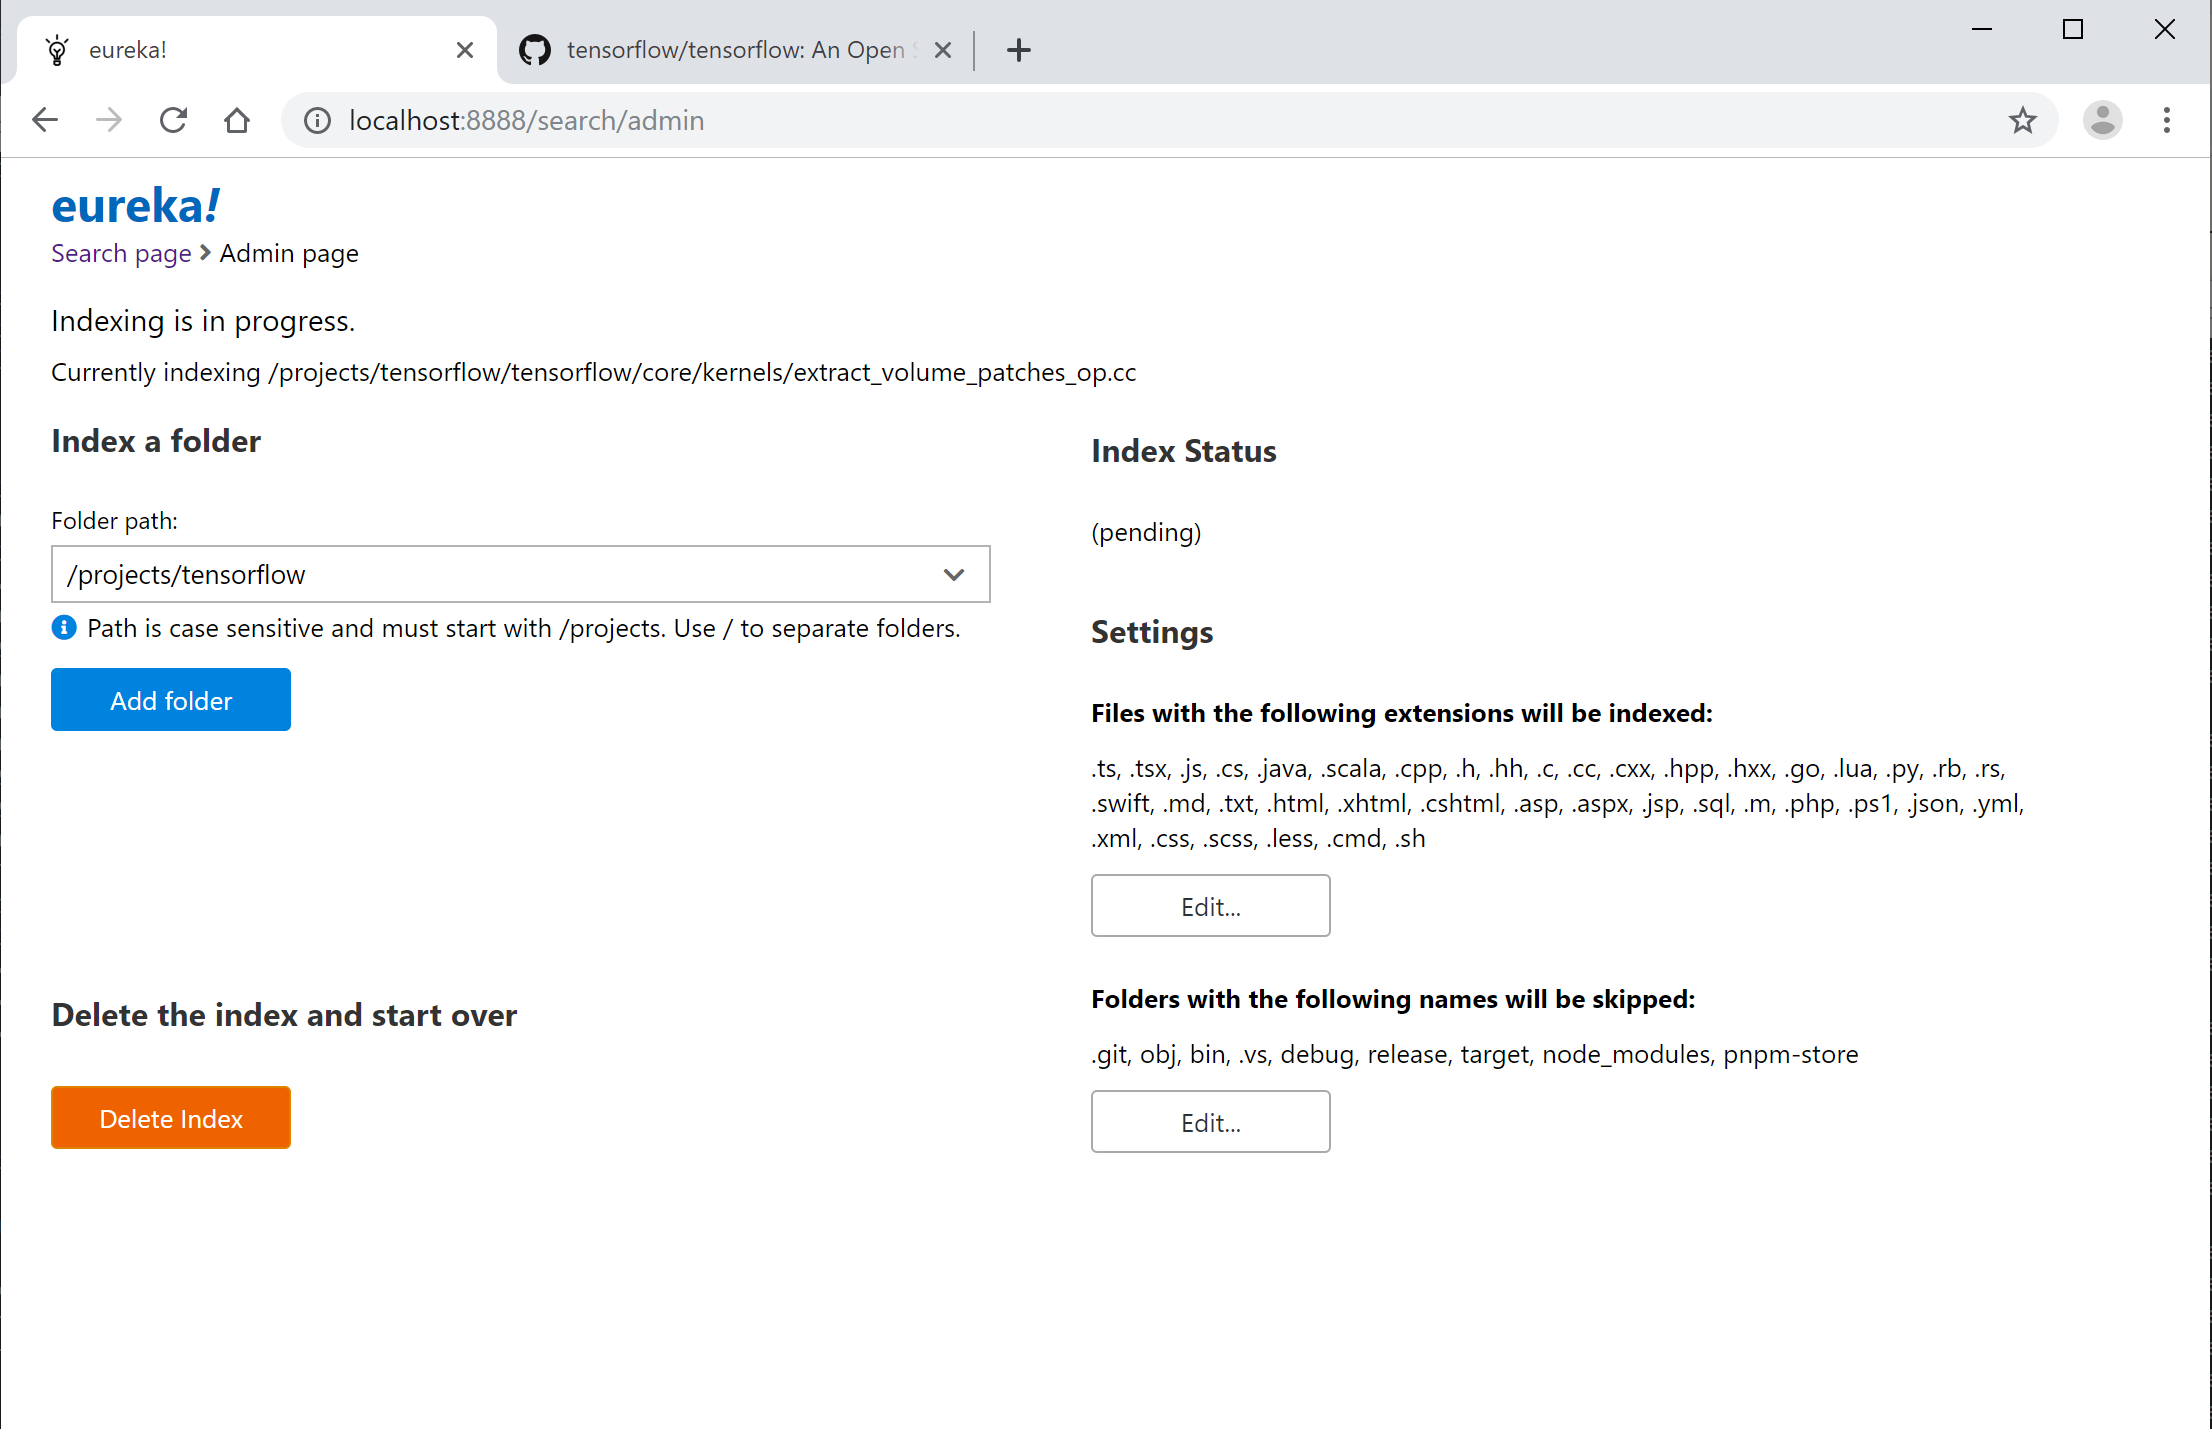 eureka!
tensorflow/tensorflow: An Open
localhost:8888/search/admin
eureka!
Search page > Admin page
Indexing is in progress.
Currently indexing /projects/tensorflow/tensorflow/core/kernels/extract_volume_patches_op.cc
Index a folder
Folder path:
/projects/tensorflow
Path is case sensitive and must start with /projects. Use / to separate folders.
Add folder
Delete the index and start over
Delete Index
Index Status
(pending)
Settings
Files with the following extensions will be indexed:
.ts, .tsx, .js, .cs, .java, .scala, .cpp, .h, .hh, .c, .cc, .cxx, .hpp, .hxx, .go, .lua, .py, .rb, .rs,
.swift, .md, .txt, .html, .xhtml, .cshtml, .asp, .aspx, .jsp, .sql, .m, .php, .ps1, .json, .yml,
.xml, .css, .scss, .less, .cmd, .sh
Edit...
Folders with the following names will be skipped:
.git, obj, bin, .vs, debug, release, target, node_modules, pnpm-store
Edit...